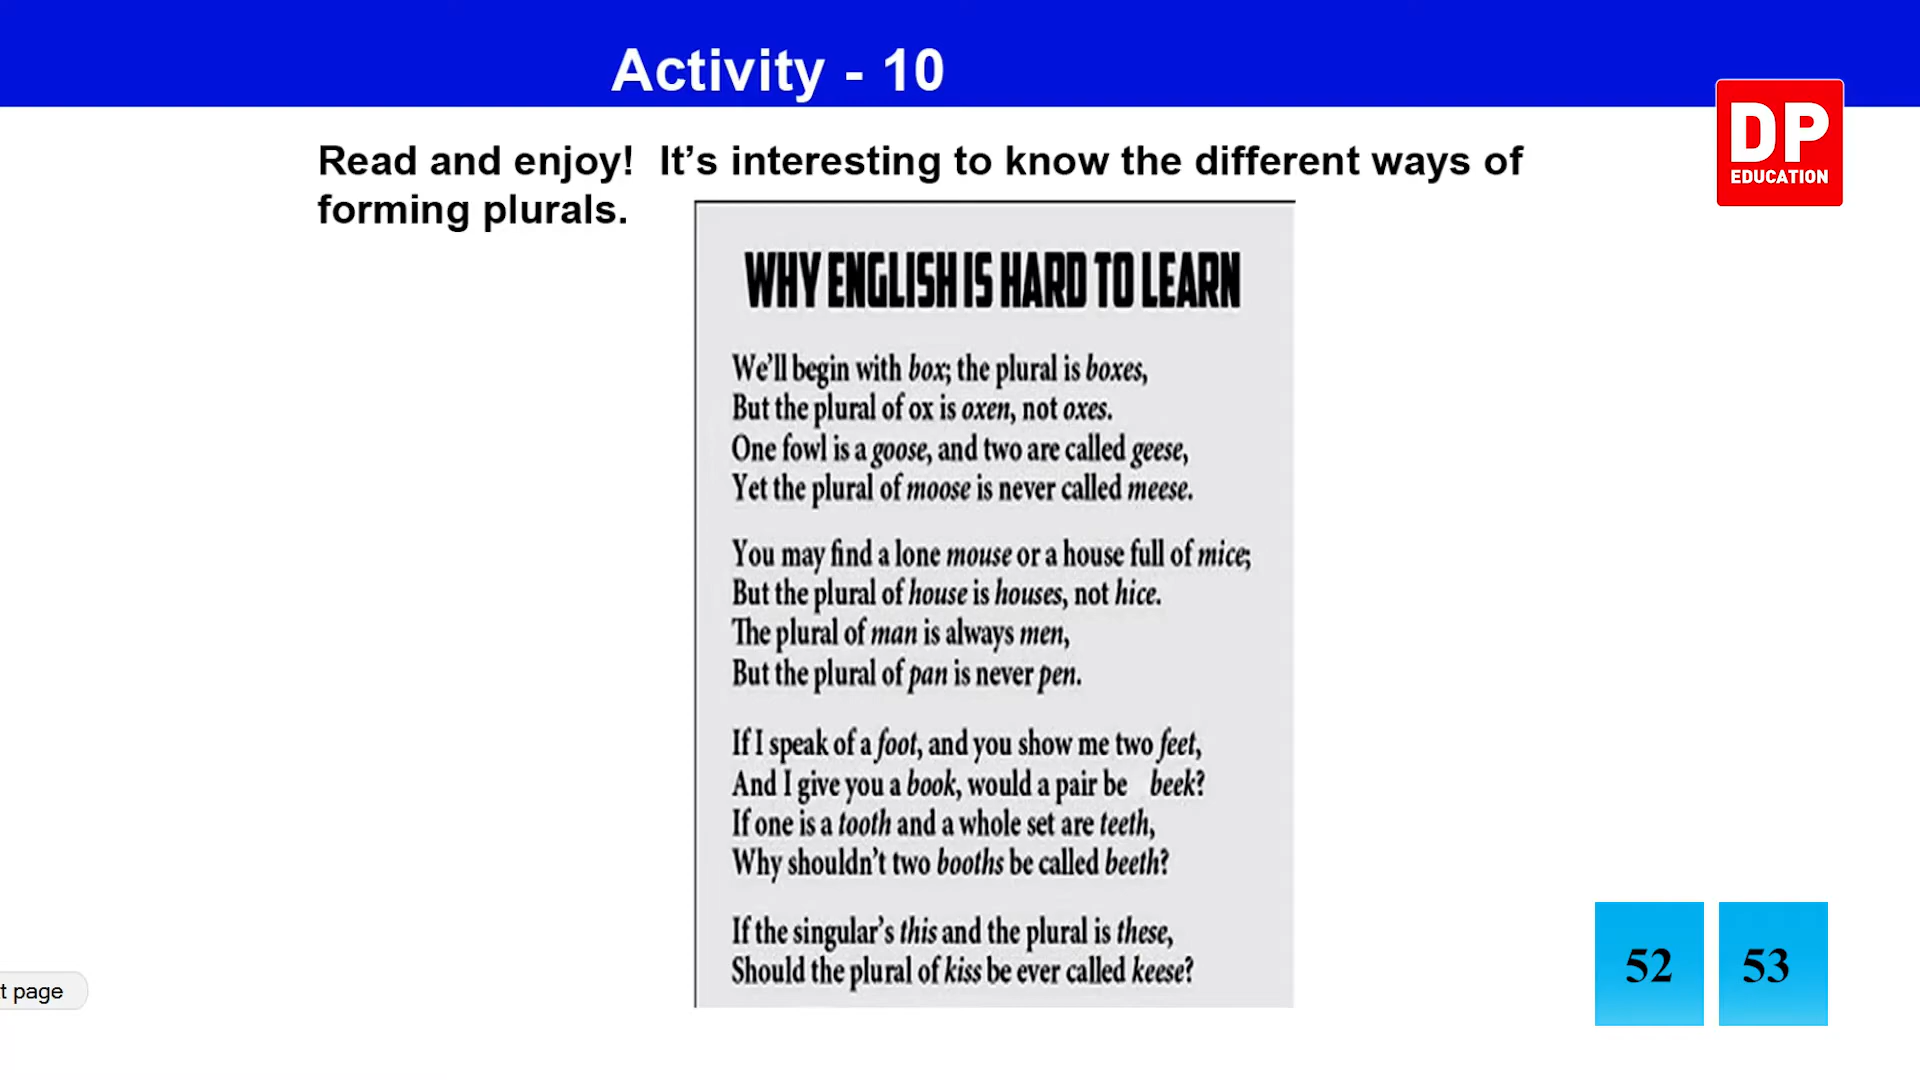 Activity - 10
DP
EDUCATION
Read and enjoy!  It’s interesting to know the different ways of
forming plurals.
WHY ENGLISH IS HARD TO LEARN
We’ll begin with box; the plural is boxes,
But the plural of ox is oxen, not oxes.
One fowl is a goose, and two are called geese,
Yet the plural of moose is never called meese.
You may find a lone mouse or a house full of mice;
But the plural of house is houses, not hice.
The plural of man is always men,
But the plural of pan is never pen.
If I speak of a foot, and you show me two feet,
And I give you a book, would a pair be beek?
If one is a tooth and a whole set are teeth,
Why shouldn’t two booths be called beeth?
If the singular’s this and the plural is these,
Should the plural of kiss be ever called keese?
t page
52
53